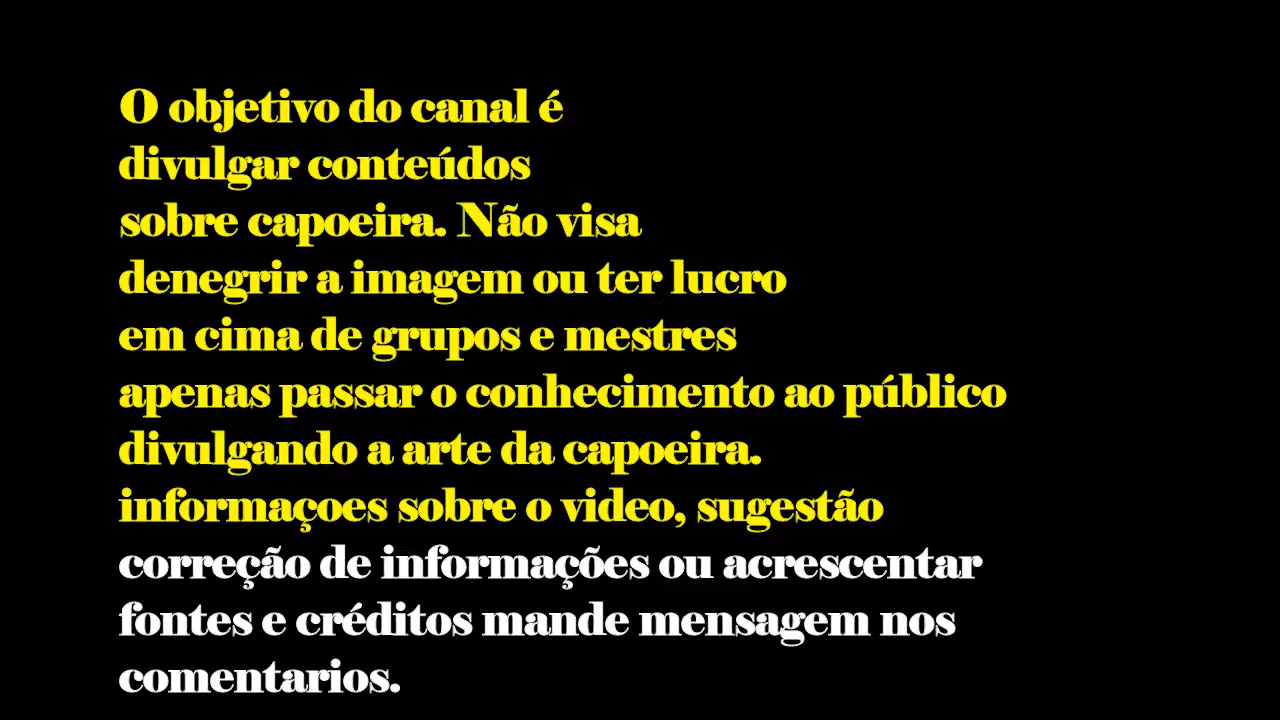 O objetivo do canal é
divulgar conteúdos
sobre capoeira. Não visa
denegrir a imagem ou ter lucro
em cima de grupos e mestres
apenas passar o conhecimento ao público
divulgando a arte da capoeira.
informaçoes sobre o video, sugestão
correção de informações ou acrescentar
fontes e créditos mande mensagem nos
comentarios.